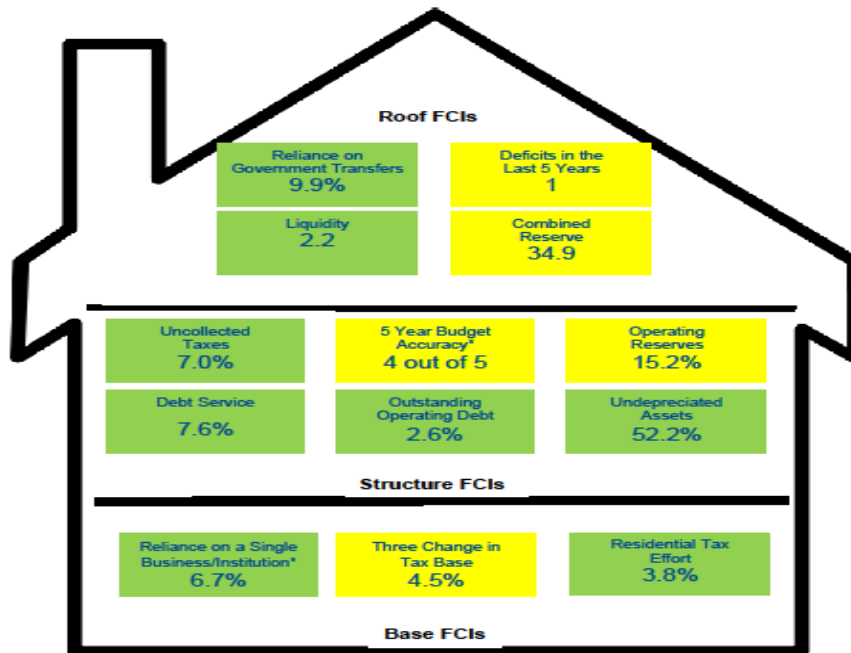 Roof FCIs
Reliance on
Government Transfers
9.9%
Deficits in the
Last 5 Years
1
Liquidity
2.2
Combined
Reserve
34.9
Uncollected
Taxes
7.0%
5 Year Budget
Accuracy*
4 out of 5
Operating
Reserves
15.2%
Debt Service
7.6%
Outstanding
Operating Debt
2.6%
Undepreciated
Assets
52.2%
Structure FCIs
Reliance on a Single
Business/Institution*
6.7%
Three Change in
Tax Base
4.5%
Residential Tax
Effort
3.8%
Base FCIs